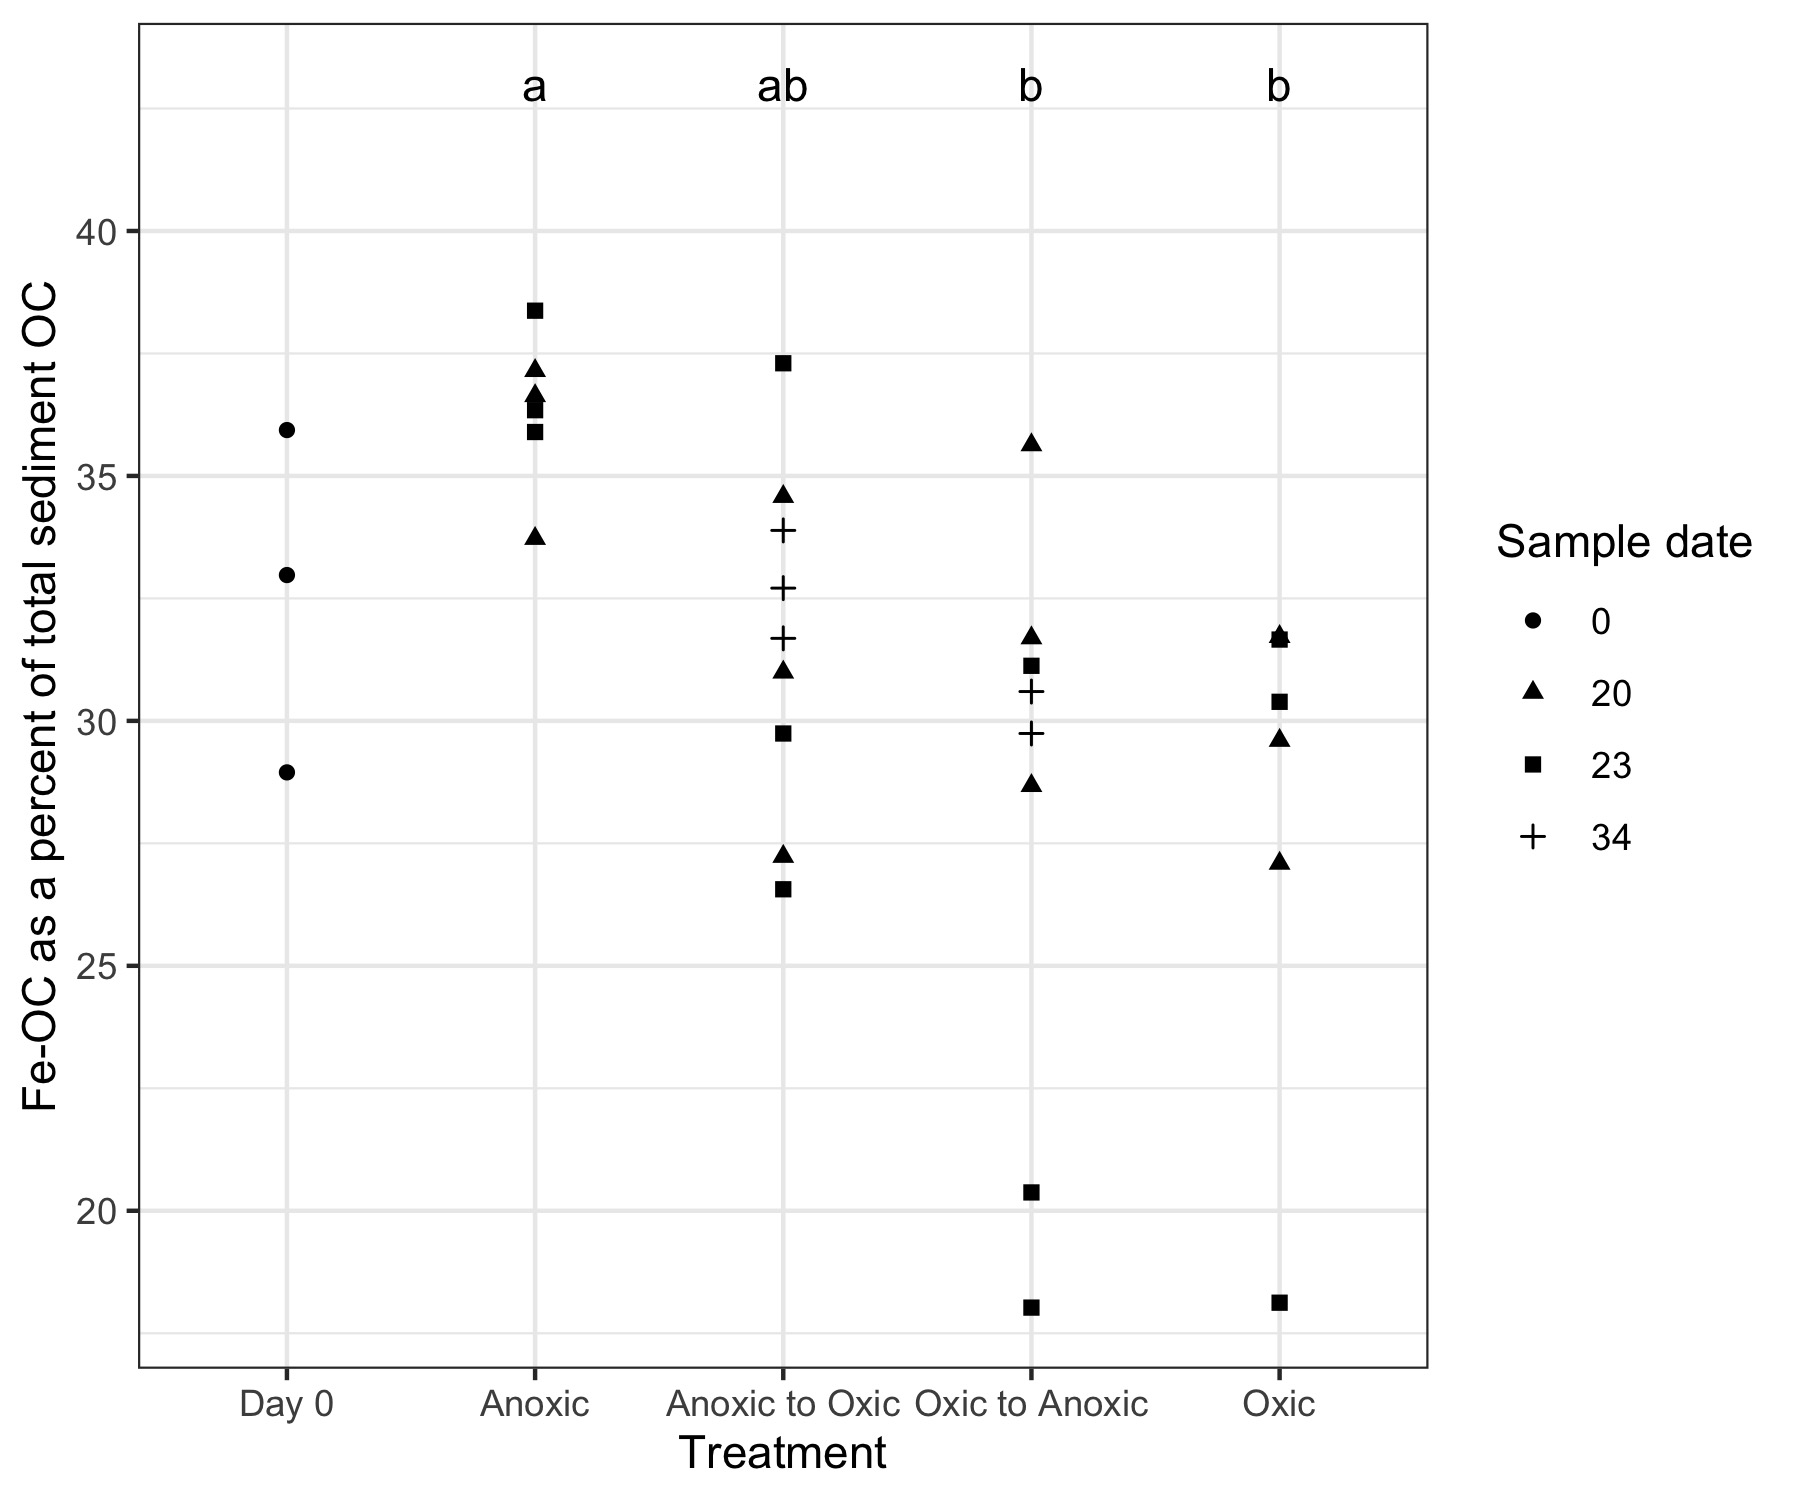 a ab b b
40
35
30
25
20
Fe-OC as a percent of total sediment OC
Day 0 Anoxic Anoxic to Oxic Oxic to Anoxic Oxic
Treatment
Sample date
0
20
23
34